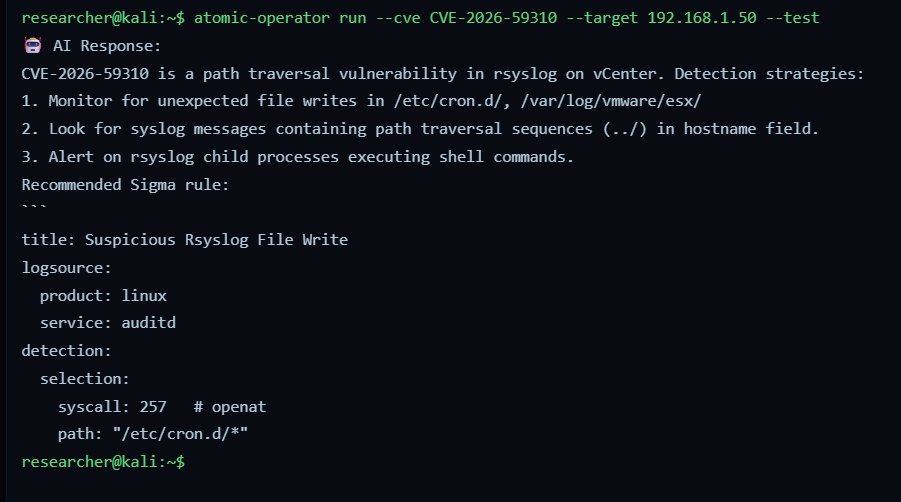 researcher@kali:~$ atomic-operator run --cve CVE-2026-59310 --target 192.168.1.50 --test
🤖 AI Response:
CVE-2026-59310 is a path traversal vulnerability in rsyslog on vCenter. Detection strategies:
1. Monitor for unexpected file writes in /etc/cron.d/, /var/log/vmware/esx/
2. Look for syslog messages containing path traversal sequences (../) in hostname field.
3. Alert on rsyslog child processes executing shell commands.
Recommended Sigma rule:
```
title: Suspicious Rsyslog File Write
logsource:
  product: linux
  service: auditd
detection:
  selection:
    syscall: 257   # openat
    path: "/etc/cron.d/*"
researcher@kali:~$